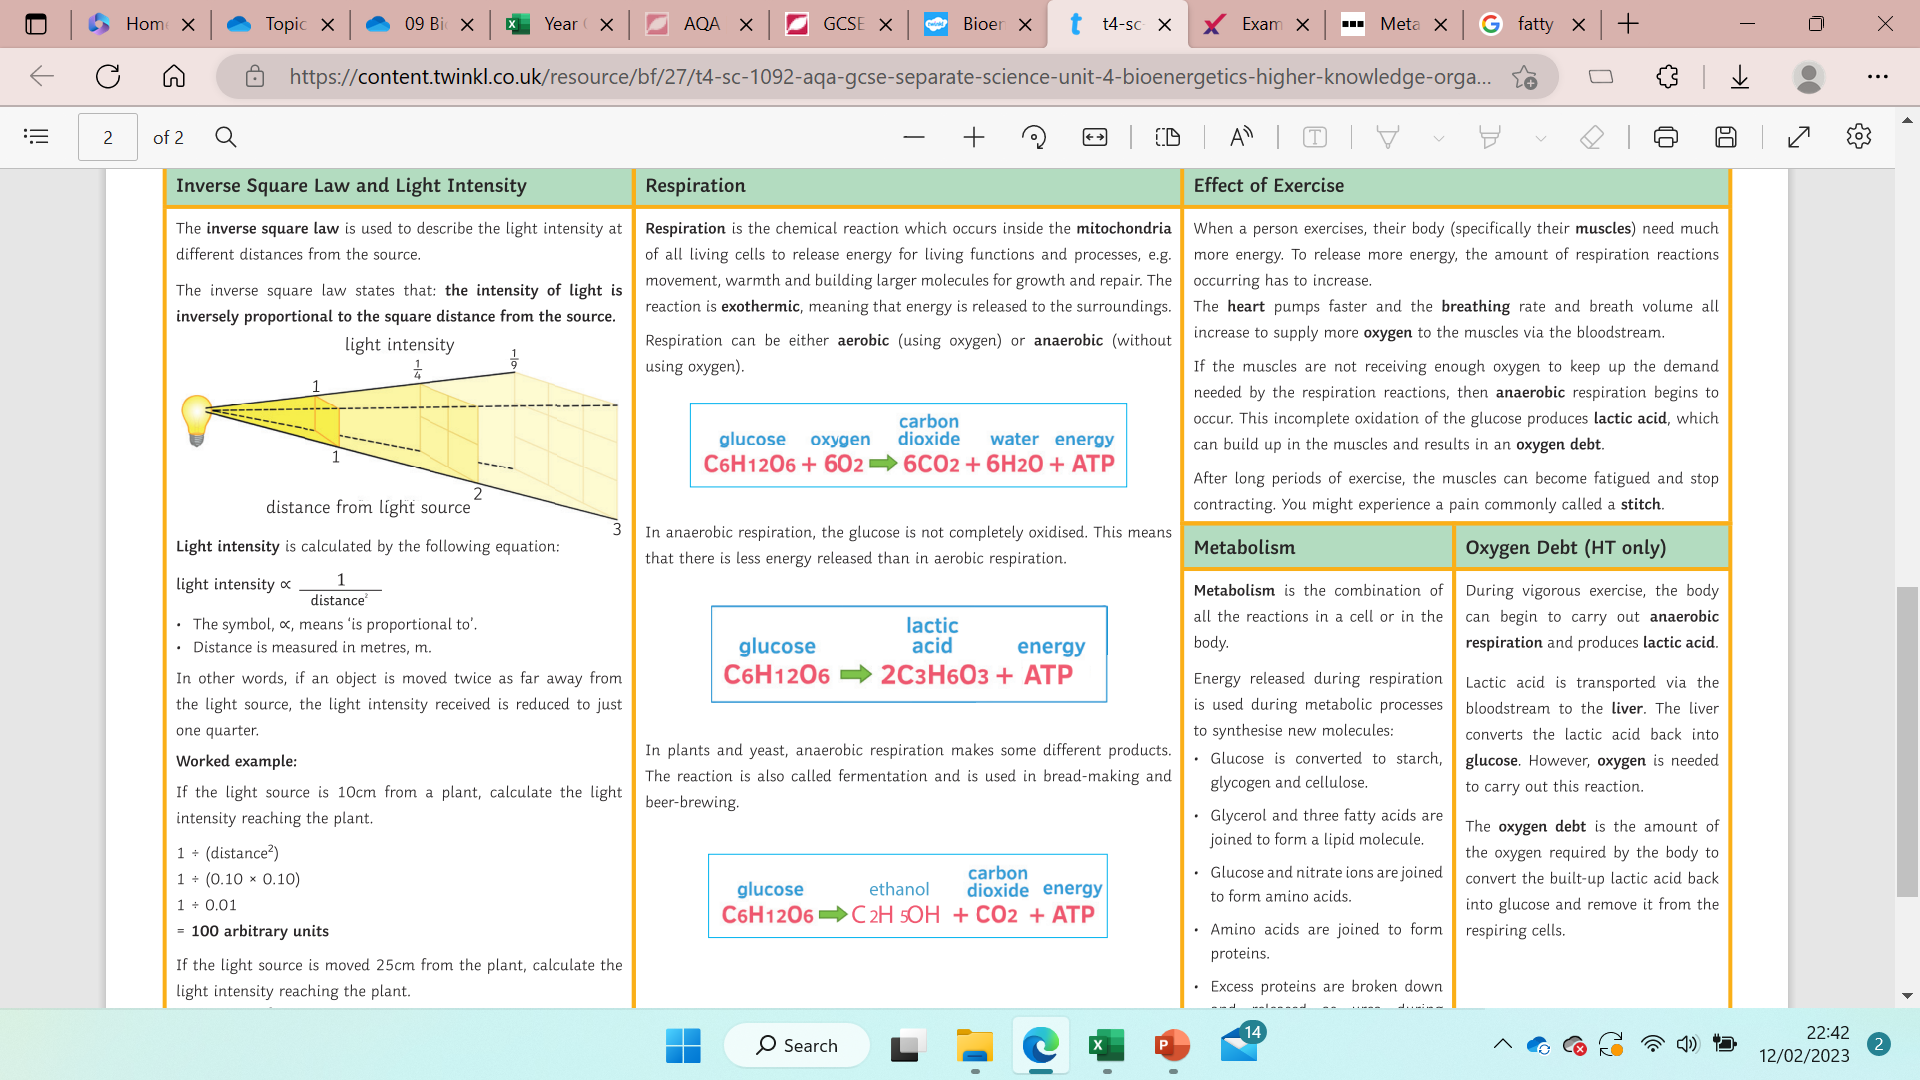 Home
Topic
09 Bi
Year
AQA
GCSE
Bioen
t4-sc-
Exam
Meta
fatty
https://content.twinkl.co.uk/resource/bf/27/t4-sc-1092-aqa-gcse-separate-science-unit-4-bioenergetics-higher-knowledge-orga...
2 of 2
Inverse Square Law and Light Intensity
The inverse square law is used to describe the light intensity at
different distances from the source.
The inverse square law states that: the intensity of light is
inversely proportional to the square distance from the source.
light intensity
1
1/4
1/9
1
2
3
distance from light source
Light intensity is calculated by the following equation:
light intensity ∝ 1
distance²
• The symbol, ∝, means 'is proportional to'.
• Distance is measured in metres, m.
In other words, if an object is moved twice as far away from
the light source, the light intensity received is reduced to just
one quarter.
Worked example:
If the light source is 10cm from a plant, calculate the light
intensity reaching the plant.
1 ÷ (distance²)
1 ÷ (0.10 × 0.10)
1 ÷ 0.01
= 100 arbitrary units
If the light source is moved 25cm from the plant, calculate the
light intensity reaching the plant.
Respiration
Respiration is the chemical reaction which occurs inside the mitochondria
of all living cells to release energy for living functions and processes, e.g.
movement, warmth and building larger molecules for growth and repair. The
reaction is exothermic, meaning that energy is released to the surroundings.
Respiration can be either aerobic (using oxygen) or anaerobic (without
using oxygen).
glucose oxygen carbon dioxide water energy
C6H12O6 + 6O2 ➡ 6CO2 + 6H2O + ATP
In anaerobic respiration, the glucose is not completely oxidised. This means
that there is less energy released than in aerobic respiration.
glucose lactic acid energy
C6H12O6 ➡ 2C3H6O3 + ATP
In plants and yeast, anaerobic respiration makes some different products.
The reaction is also called fermentation and is used in bread-making and
beer-brewing.
glucose ethanol carbon dioxide energy
C6H12O6 ➡ C2H5OH + CO2 + ATP
Effect of Exercise
When a person exercises, their body (specifically their muscles) need much
more energy. To release more energy, the amount of respiration reactions
occurring has to increase.
The heart pumps faster and the breathing rate and breath volume all
increase to supply more oxygen to the muscles via the bloodstream.
If the muscles are not receiving enough oxygen to keep up the demand
needed by the respiration reactions, then anaerobic respiration begins to
occur. This incomplete oxidation of the glucose produces lactic acid, which
can build up in the muscles and results in an oxygen debt.
After long periods of exercise, the muscles can become fatigued and stop
contracting. You might experience a pain commonly called a stitch.
Metabolism
Metabolism is the combination of
all the reactions in a cell or in the
body.
Energy released during respiration
is used during metabolic processes
to synthesise new molecules:
• Glucose is converted to starch,
glycogen and cellulose.
• Glycerol and three fatty acids are
joined to form a lipid molecule.
• Glucose and nitrate ions are joined
to form amino acids.
• Amino acids are joined to form
proteins.
• Excess proteins are broken down
Oxygen Debt (HT only)
During vigorous exercise, the body
can begin to carry out anaerobic
respiration and produces lactic acid.
Lactic acid is transported via the
bloodstream to the liver. The liver
converts the lactic acid back into
glucose. However, oxygen is needed
to carry out this reaction.
The oxygen debt is the amount of
the oxygen required by the body to
convert the built-up lactic acid back
into glucose and remove it from the
respiring cells.
Search
14
22:42
12/02/2023
2